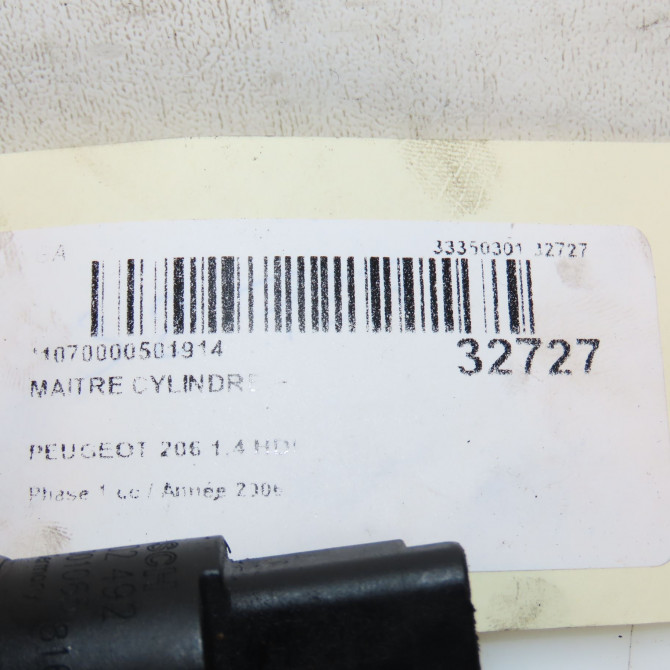 33350301 32727
11070000501914
32727
MAITRE CYLINDRE
PEUGEOT 206 1.4 HDI
Phase 1 cc / Année 2006